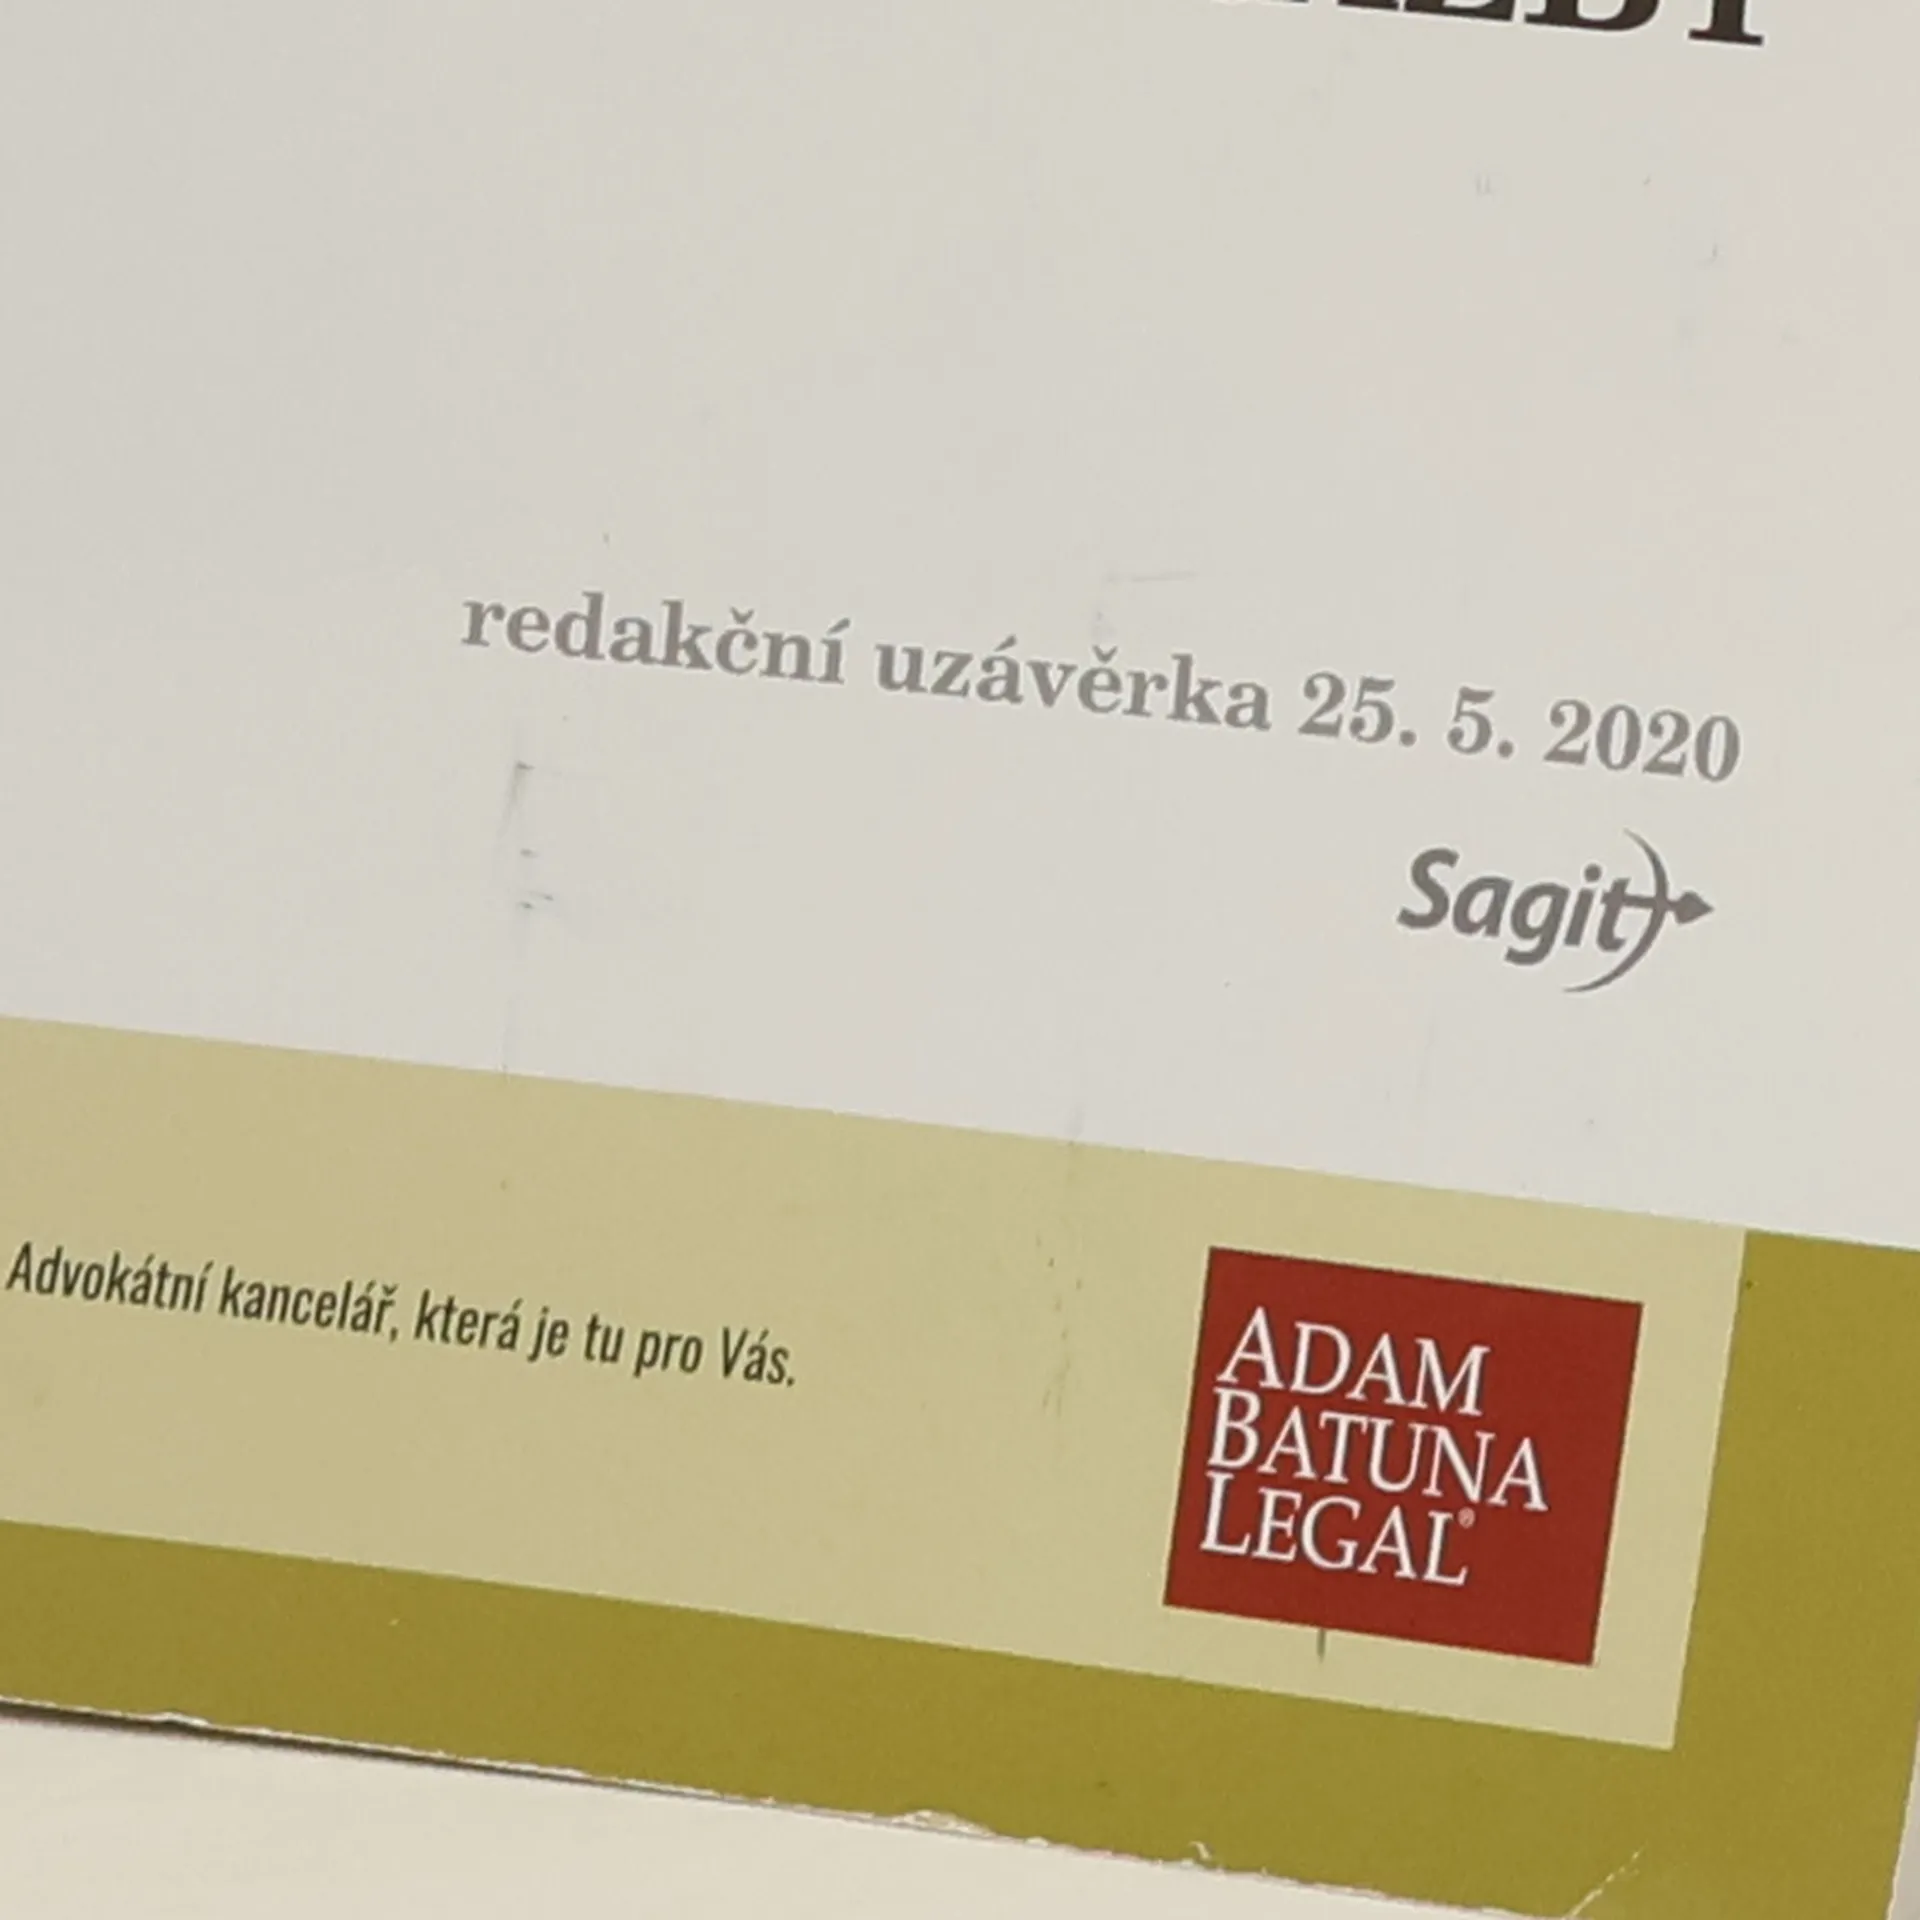 redakční uzávěrka 25. 5. 2020
Sagit
Advokátní kancelář, která je tu pro Vás.
ADAM
BATUNA
LEGAL®